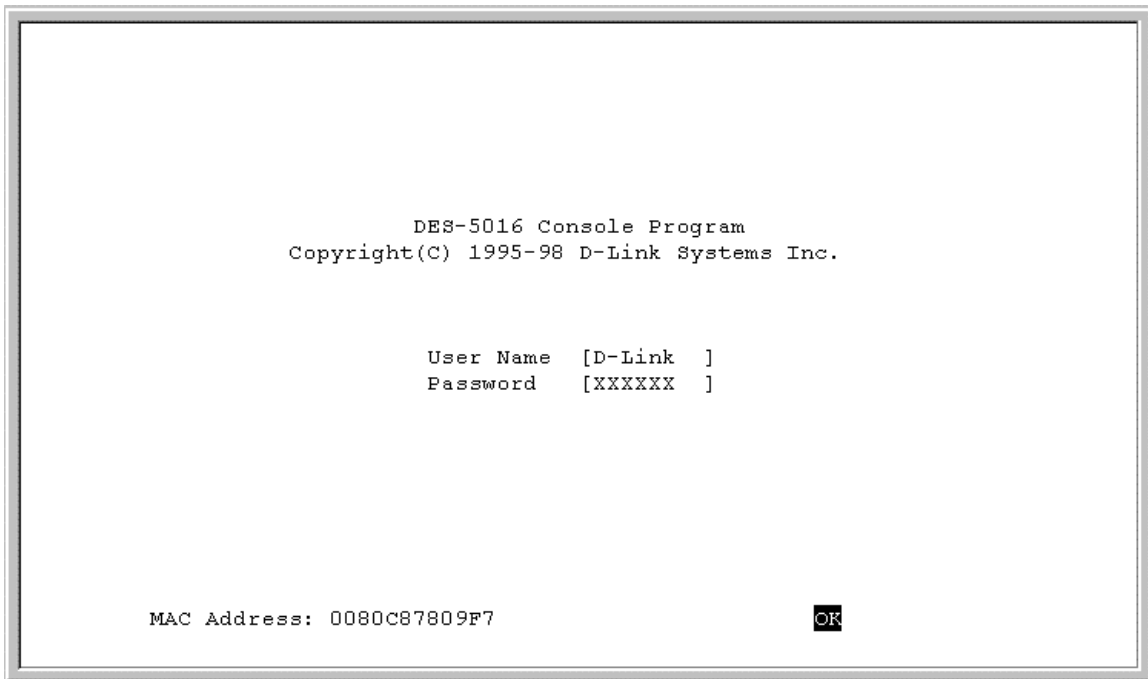 DES-5016 Console Program
Copyright(C) 1995-98 D-Link Systems Inc.
User Name [D-Link ]
Password [XXXXXX ]
MAC Address: 0080C87809F7 OK